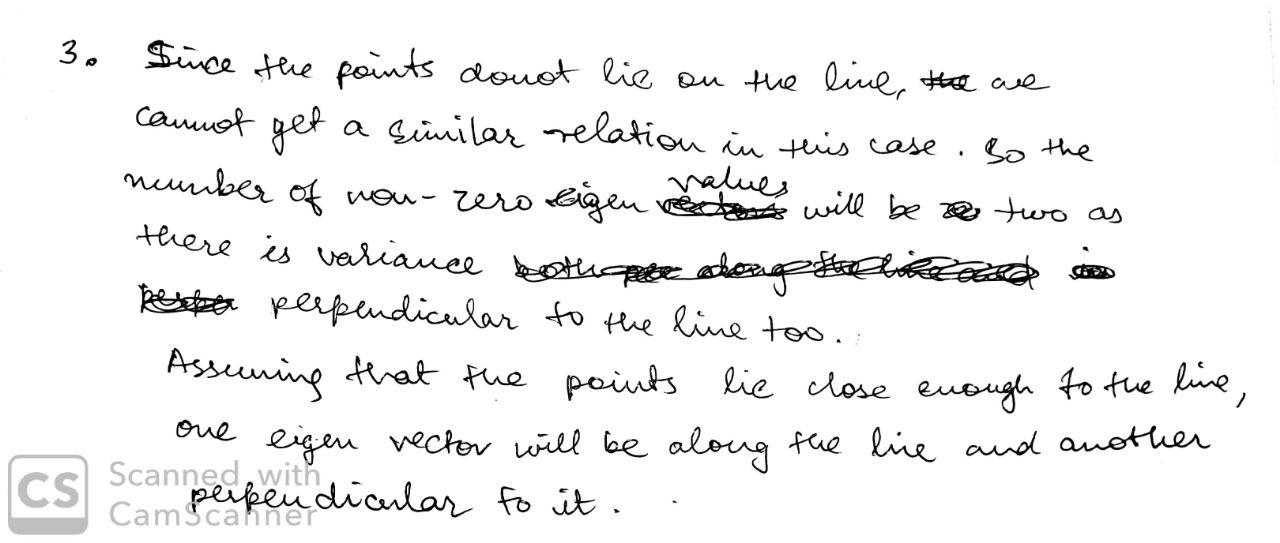 3. Since the points donot lie on the line, we
cannot get a similar relation in this case. So the
number of non-zero eigen values will be two as
there is variance
perpendicular to the line too.
Assuming that the points lie close enough to the line,
one eigen vector will be along the line and another
perpendicular to it.
CS Scanned with
CamScanner